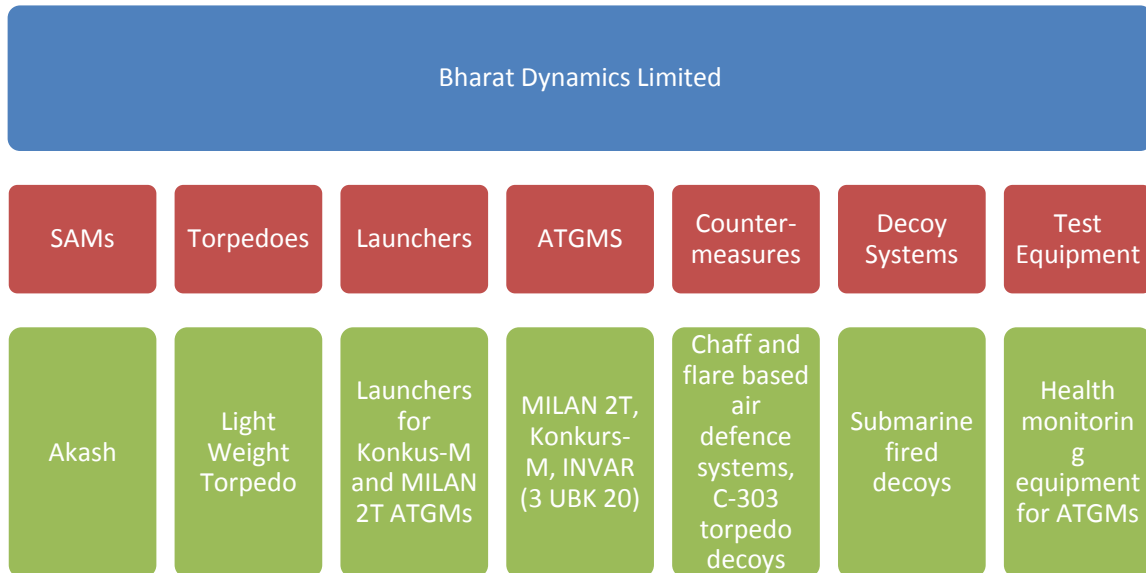 Bharat Dynamics Limited
SAMs
Torpedoes
Launchers
ATGMS
Counter-
measures
Decoy
Systems
Test
Equipment
Akash
Light
Weight
Torpedo
Launchers
for
Konkus-M
and MILAN
2T ATGMs
MILAN 2T,
Konkurs-
M, INVAR
(3 UBK 20)
Chaff and
flare based
air
defence
systems,
C-303
torpedo
decoys
Submarine
fired
decoys
Health
monitorin
g
equipment
for ATGMs